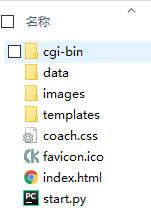 名称
cgi-bin
data
images
templates
coach.css
favicon.ico
index.html
start.py